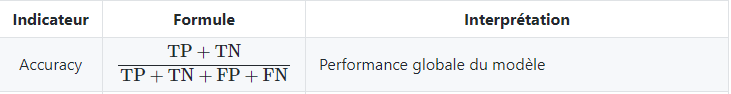 Indicateur Formule Interprétation
Accuracy TP + TN / TP + TN + FP + FN Performance globale du modèle